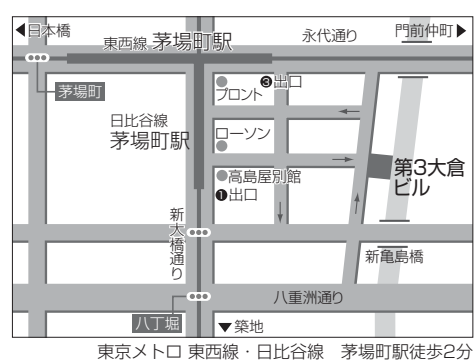 ◀日本橋
東西線 茅場町駅
永代通り
門前仲町▶
茅場町
プロント
❸出口
日比谷線
茅場町駅
ローソン
●高島屋別館
❶出口
第3大倉
ビル
新大橋通り
新亀島橋
八重洲通り
八丁堀
▼築地
東京メトロ 東西線・日比谷線 茅場町駅徒歩2分